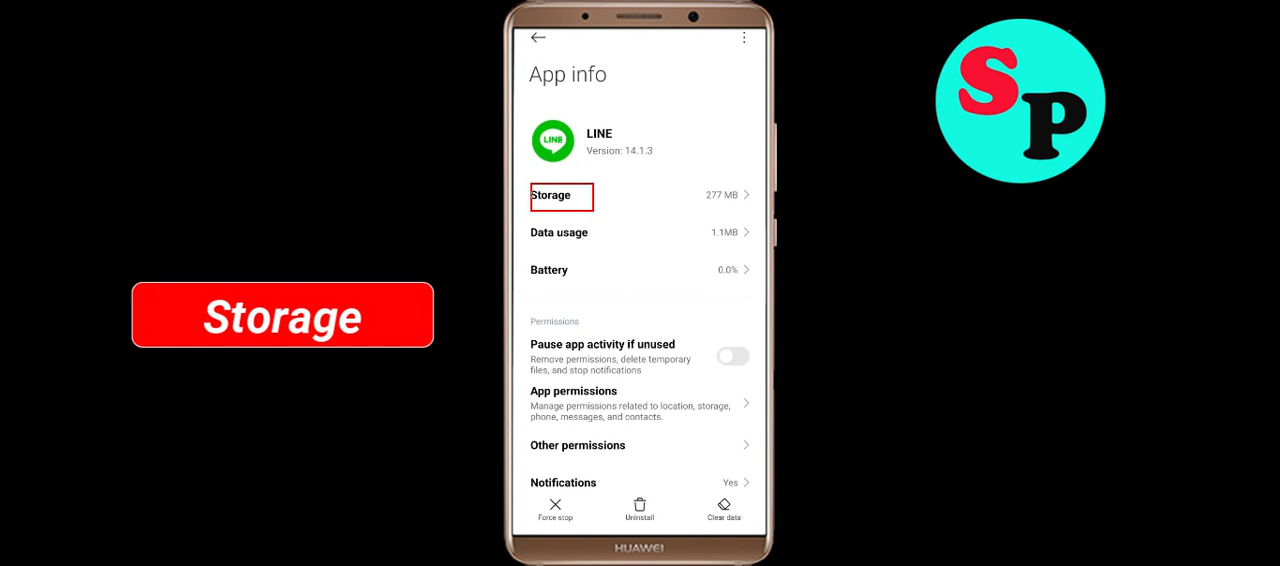 App info
LINE
LINE
Version: 14.1.3
Storage 277 MB
Data usage 1.1MB
Battery 0.0%
Permissions
Pause app activity if unused
Remove permissions, delete temporary
files, and stop notifications
App permissions
Manage permissions related to location, storage,
phone, messages, and contacts.
Other permissions
Notifications Yes
Force stop Uninstall Clear data
HUAWEI
Storage
SP